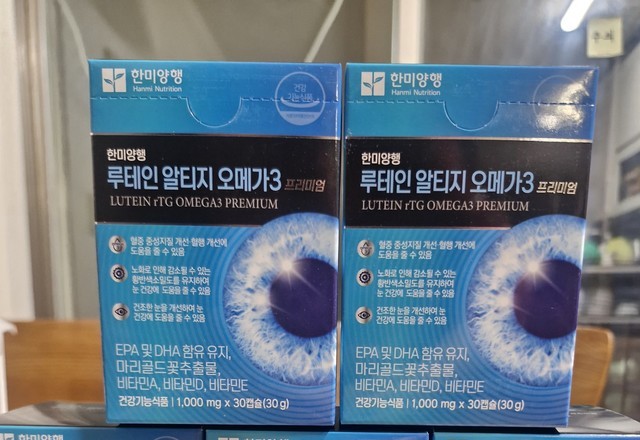 한미양행
Hanmi Nutrition
건강
기능식품
한미양행
루테인 알티지 오메가3 프리미엄
LUTEIN rTG OMEGA3 PREMIUM
혈중 중성지질 개선·혈행 개선에
도움을 줄 수 있음
노화로 인해 감소될 수 있는
황반색소밀도를 유지하여
눈 건강에 도움을 줄 수 있음
건조한 눈을 개선하여 눈
건강에 도움을 줄 수 있음
EPA 및 DHA 함유 유지,
마리골드꽃추출물,
비타민A, 비타민D, 비타민E
건강기능식품 | 1,000 mg x 30캡슐(30 g)
한미양행
Hanmi Nutrition
한미양행
루테인 알티지 오메가3 프리미엄
LUTEIN rTG OMEGA3 PREMIUM
혈중 중성지질 개선·혈행 개선에
도움을 줄 수 있음
노화로 인해 감소될 수 있는
황반색소밀도를 유지하여
눈 건강에 도움을 줄 수 있음
건조한 눈을 개선하여 눈
건강에 도움을 줄 수 있음
EPA 및 DHA 함유 유지,
마리골드꽃추출물,
비타민A, 비타민D, 비타민E
건강기능식품 | 1,000 mg x 30캡슐(30 g)
한미양행